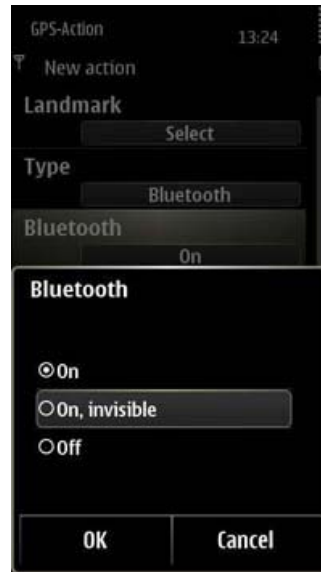 GPS-Action
13:24
New action
Landmark
Select
Type
Bluetooth
Bluetooth
On
Bluetooth
On
On, invisible
Off
OK Cancel